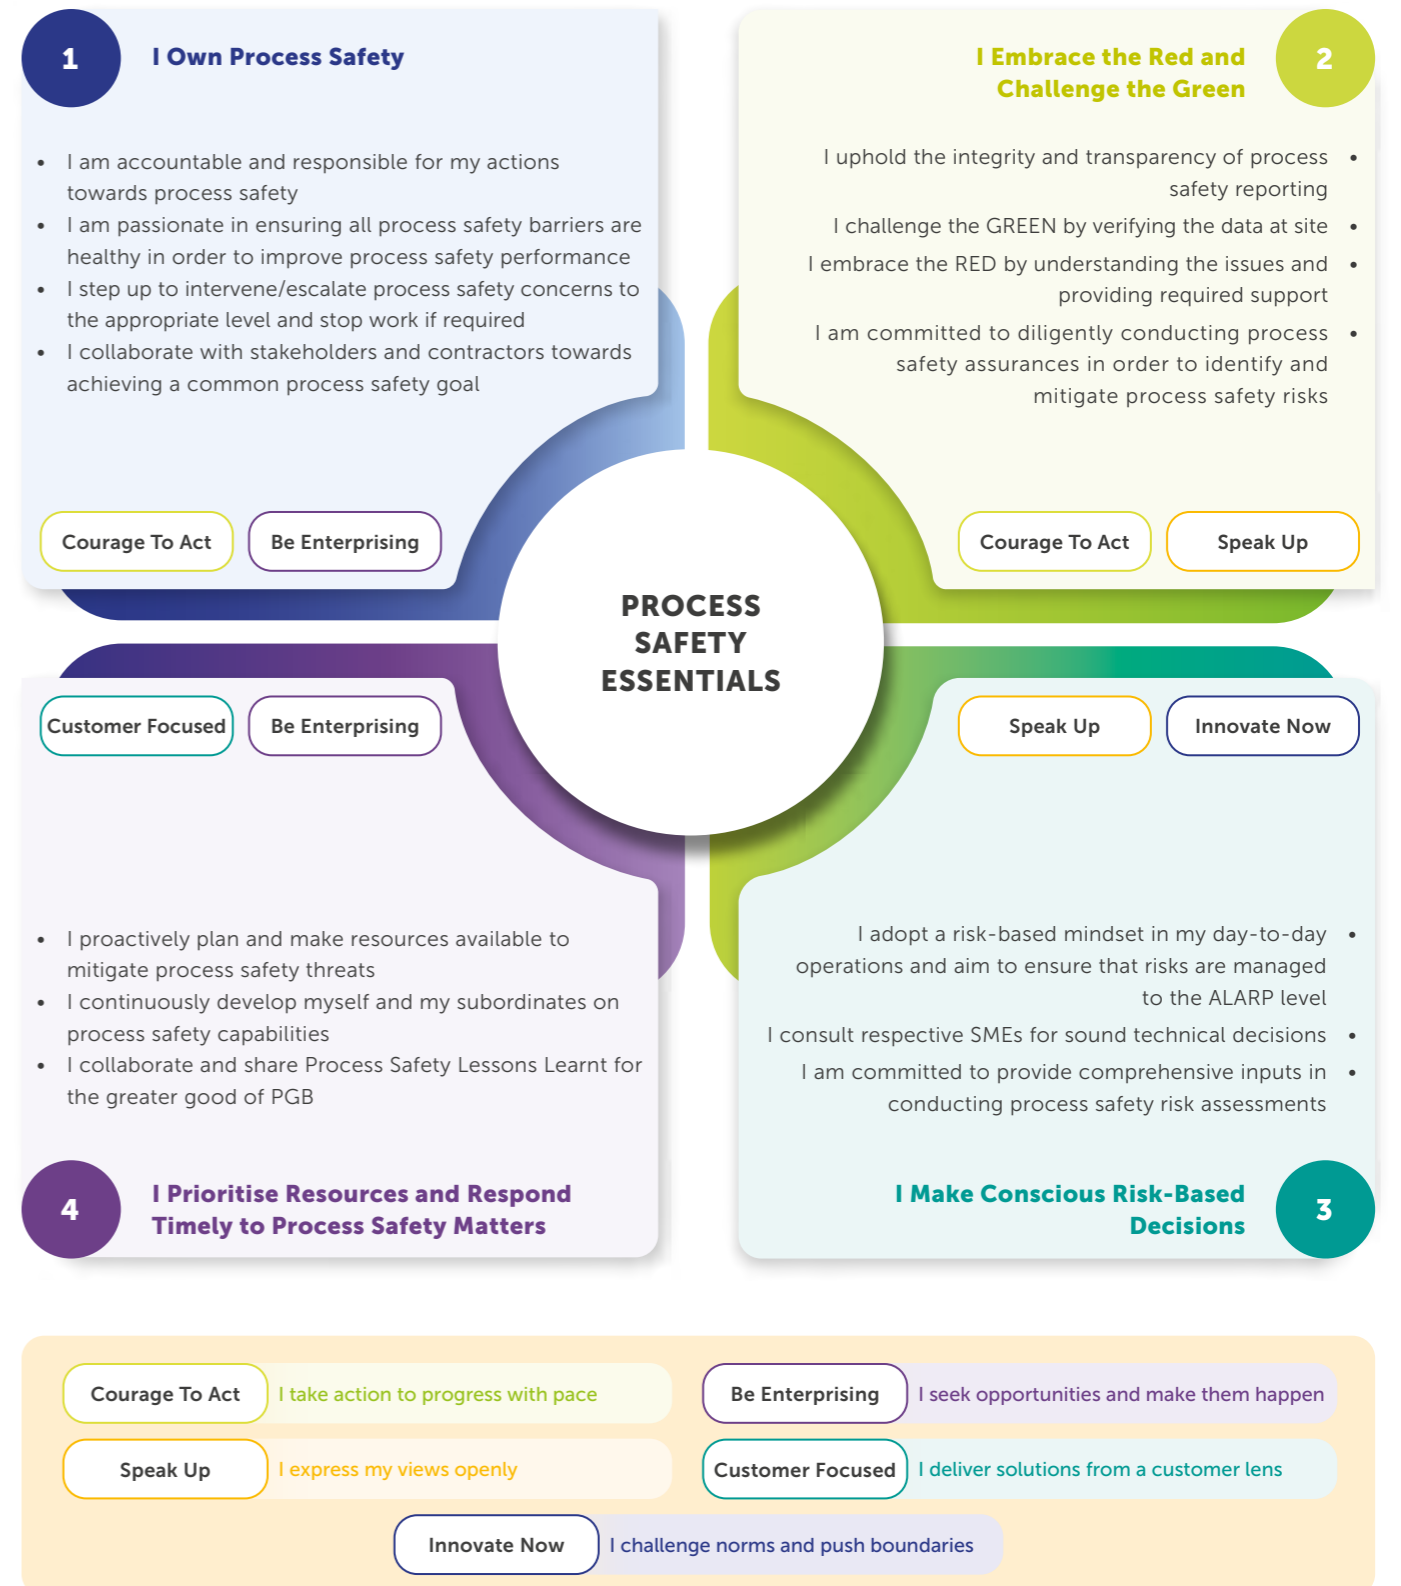 1
I Own Process Safety
• I am accountable and responsible for my actions
towards process safety
• I am passionate in ensuring all process safety barriers are
healthy in order to improve process safety performance
• I step up to intervene/escalate process safety concerns to
the appropriate level and stop work if required
• I collaborate with stakeholders and contractors towards
achieving a common process safety goal
Courage To Act
Be Enterprising
I Embrace the Red and
Challenge the Green
2
I uphold the integrity and transparency of process •
safety reporting
I challenge the GREEN by verifying the data at site •
I embrace the RED by understanding the issues and •
providing required support
I am committed to diligently conducting process •
safety assurances in order to identify and
mitigate process safety risks
Courage To Act
Speak Up
PROCESS
SAFETY
ESSENTIALS
Speak Up
Innovate Now
I adopt a risk-based mindset in my day-to-day •
operations and aim to ensure that risks are managed
to the ALARP level
I consult respective SMEs for sound technical decisions •
I am committed to provide comprehensive inputs in •
conducting process safety risk assessments
I Make Conscious Risk-Based
Decisions
3
Customer Focused
Be Enterprising
• I proactively plan and make resources available to
mitigate process safety threats
• I continuously develop myself and my subordinates on
process safety capabilities
• I collaborate and share Process Safety Lessons Learnt for
the greater good of PGB
4
I Prioritise Resources and Respond
Timely to Process Safety Matters
Courage To Act
I take action to progress with pace
Be Enterprising
I seek opportunities and make them happen
Speak Up
I express my views openly
Customer Focused
I deliver solutions from a customer lens
Innovate Now
I challenge norms and push boundaries